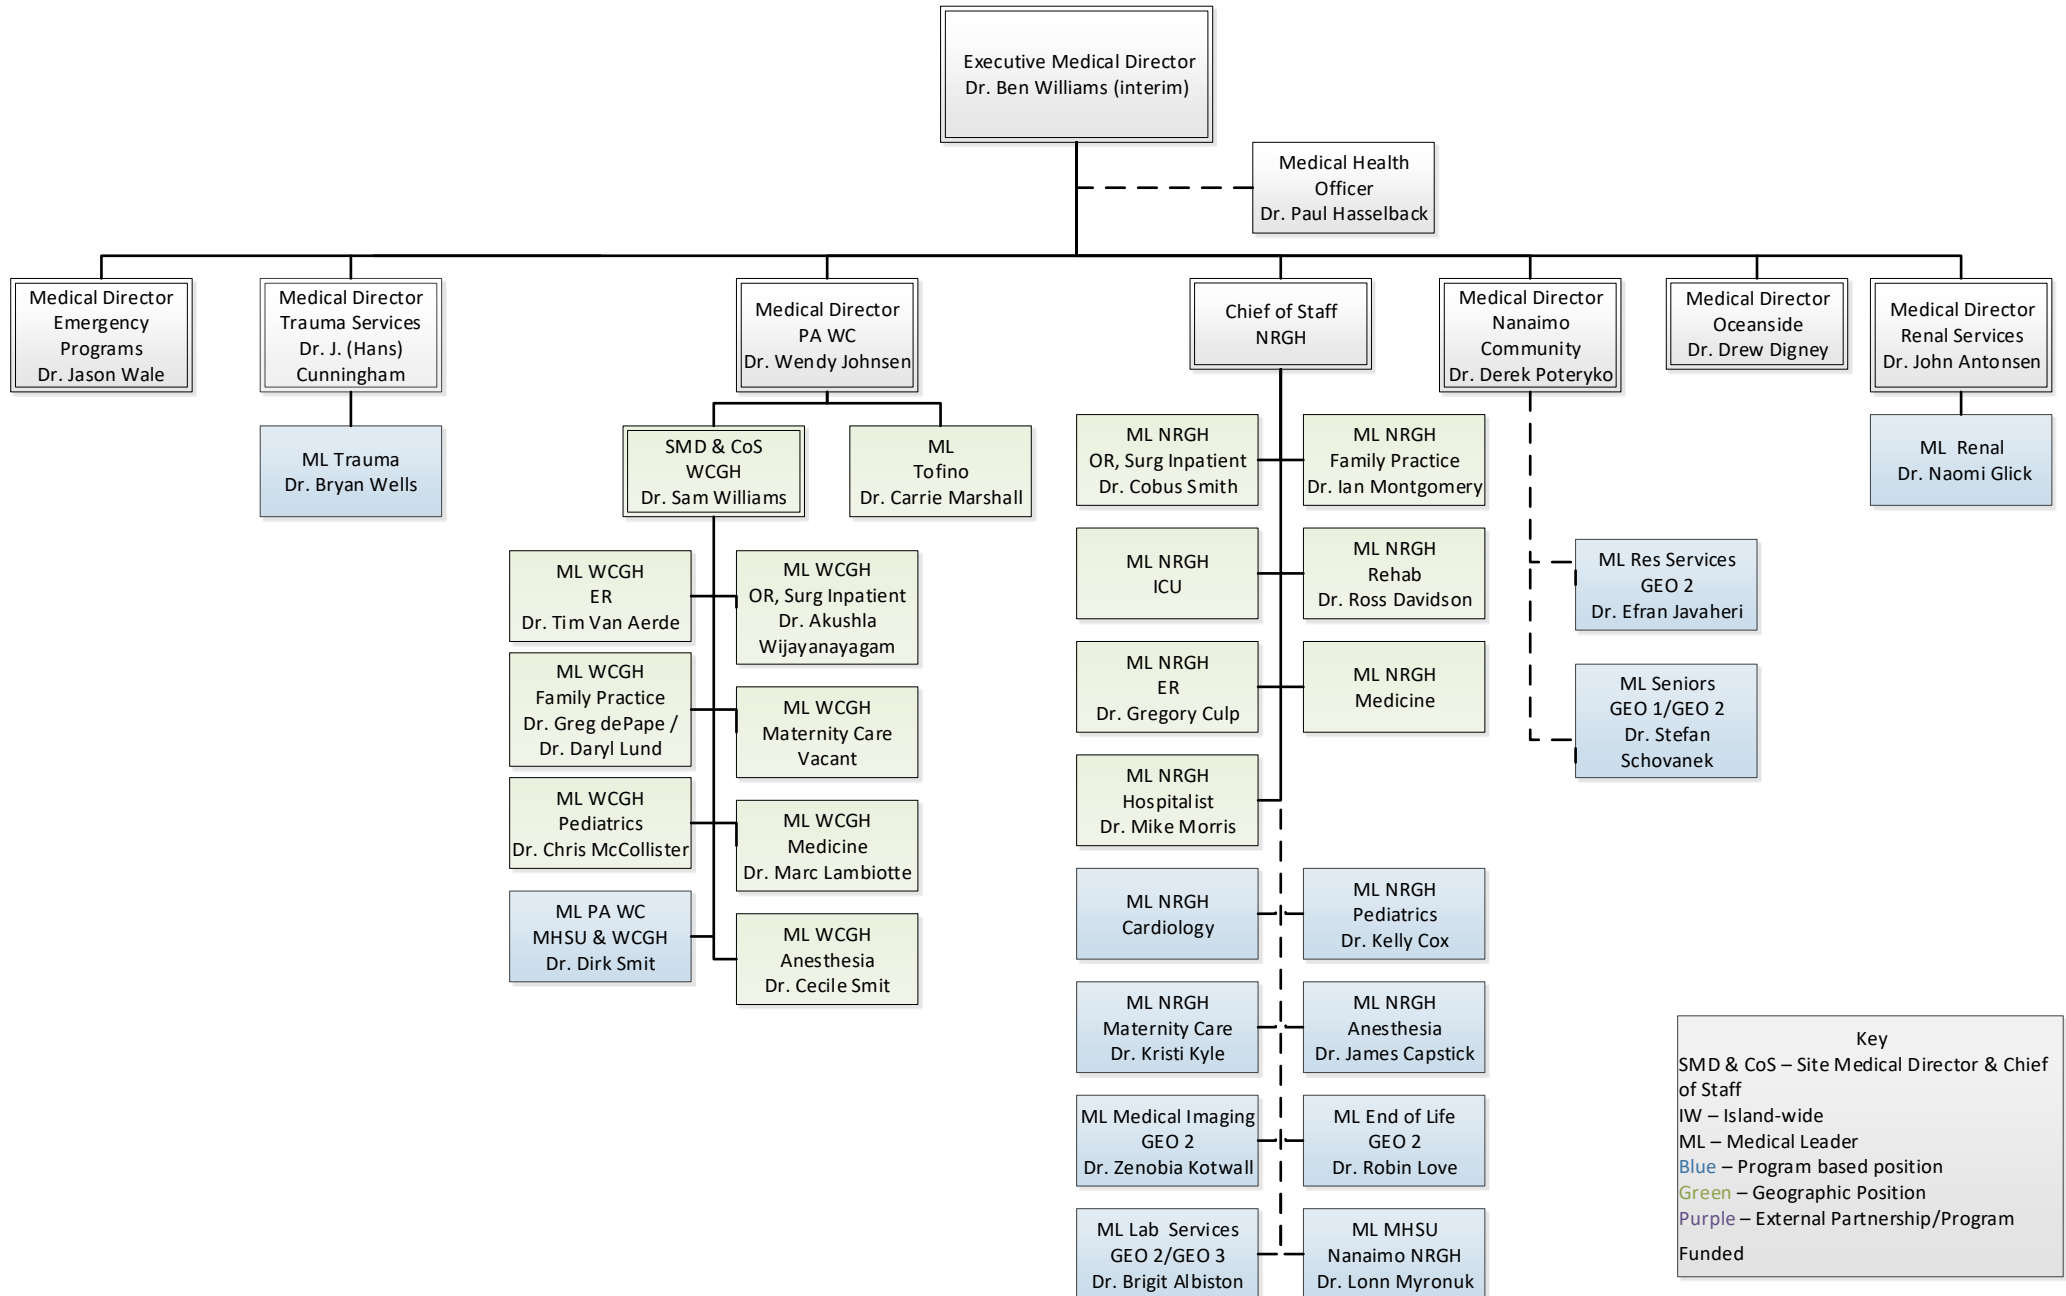 Executive Medical Director
Dr. Ben Williams (interim)
Medical Health
Officer
Dr. Paul Hasselback
Medical Director
Emergency
Programs
Dr. Jason Wale
Medical Director
Trauma Services
Dr. J. (Hans)
Cunningham
Medical Director
PA WC
Dr. Wendy Johnsen
Chief of Staff
NRGH
Medical Director
Nanaimo
Community
Dr. Derek Poteryko
Medical Director
Oceanside
Dr. Drew Digney
Medical Director
Renal Services
Dr. John Antonsen
ML Trauma
Dr. Bryan Wells
SMD & CoS
WCGH
Dr. Sam Williams
ML
Tofino
Dr. Carrie Marshall
ML NRGH
OR, Surg Inpatient
Dr. Cobus Smith
ML NRGH
Family Practice
Dr. Ian Montgomery
ML Renal
Dr. Naomi Glick
ML WCGH
ER
Dr. Tim Van Aerde
ML WCGH
OR, Surg Inpatient
Dr. Akushla
Wijayanayagam
ML NRGH
ICU
ML NRGH
Rehab
Dr. Ross Davidson
ML Res Services
GEO 2
Dr. Efran Javaheri
ML WCGH
Family Practice
Dr. Greg dePape /
Dr. Daryl Lund
ML WCGH
Maternity Care
Vacant
ML NRGH
ER
Dr. Gregory Culp
ML NRGH
Medicine
ML Seniors
GEO 1/GEO 2
Dr. Stefan
Schovanek
ML WCGH
Pediatrics
Dr. Chris McCollister
ML WCGH
Medicine
Dr. Marc Lambiotte
ML NRGH
Hospitalist
Dr. Mike Morris
ML PA WC
MHSU & WCGH
Dr. Dirk Smit
ML WCGH
Anesthesia
Dr. Cecile Smit
ML NRGH
Cardiology
ML NRGH
Pediatrics
Dr. Kelly Cox
ML NRGH
Maternity Care
Dr. Kristi Kyle
ML NRGH
Anesthesia
Dr. James Capstick
ML Medical Imaging
GEO 2
Dr. Zenobia Kotwall
ML End of Life
GEO 2
Dr. Robin Love
ML Lab Services
GEO 2/GEO 3
Dr. Brigit Albiston
ML MHSU
Nanaimo NRGH
Dr. Lonn Myronuk
Key
SMD & CoS – Site Medical Director & Chief
of Staff
IW – Island-wide
ML – Medical Leader
Blue – Program based position
Green – Geographic Position
Purple – External Partnership/Program
Funded